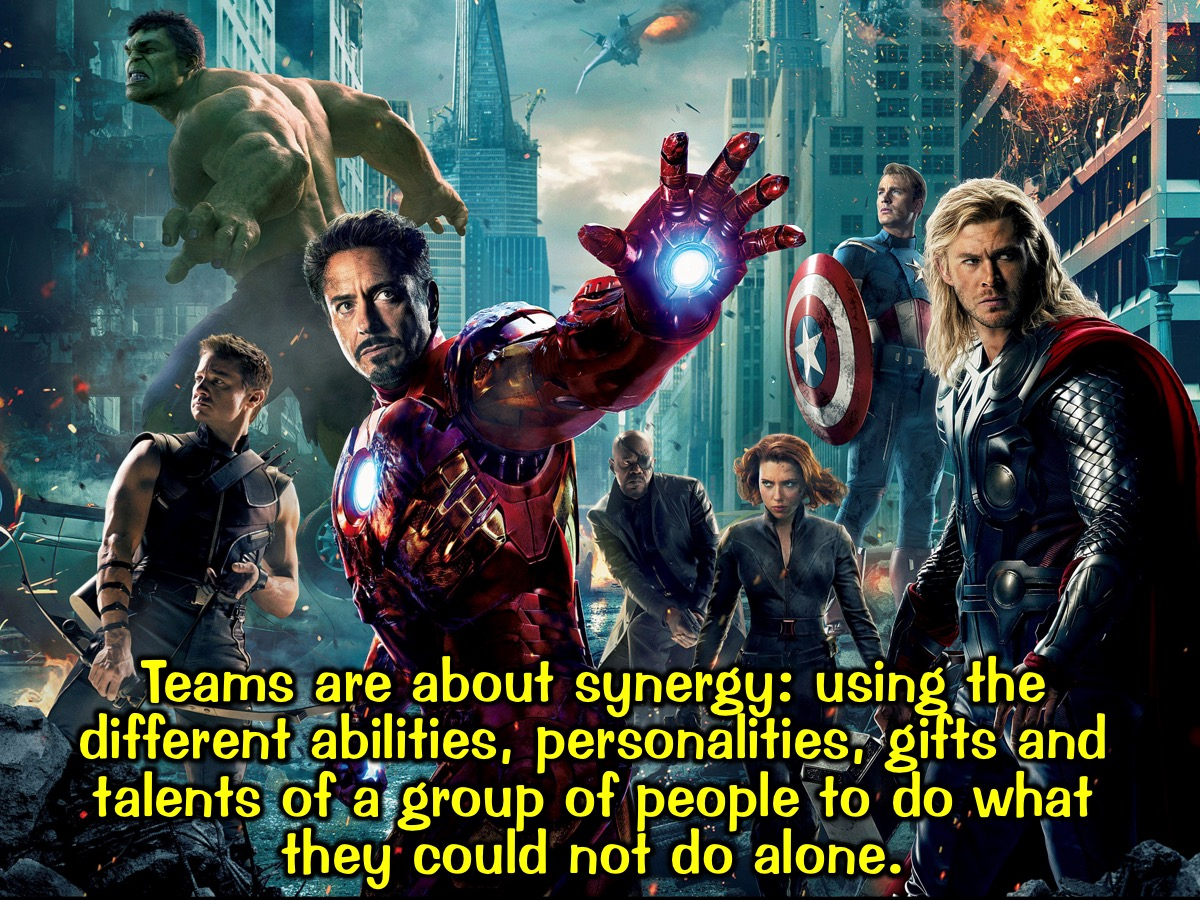 Teams are about synergy: using the
different abilities, personalities, gifts and
talents of a group of people to do what
they could not do alone.